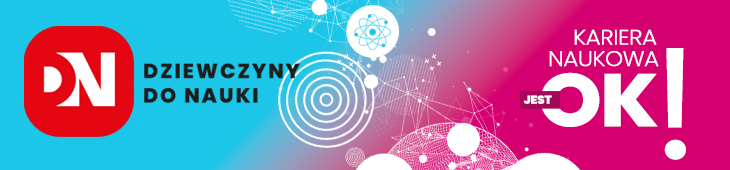 DN
DZIEWCZYNY
DO NAUKI
KARIERA
NAUKOWA
JEST
OK!